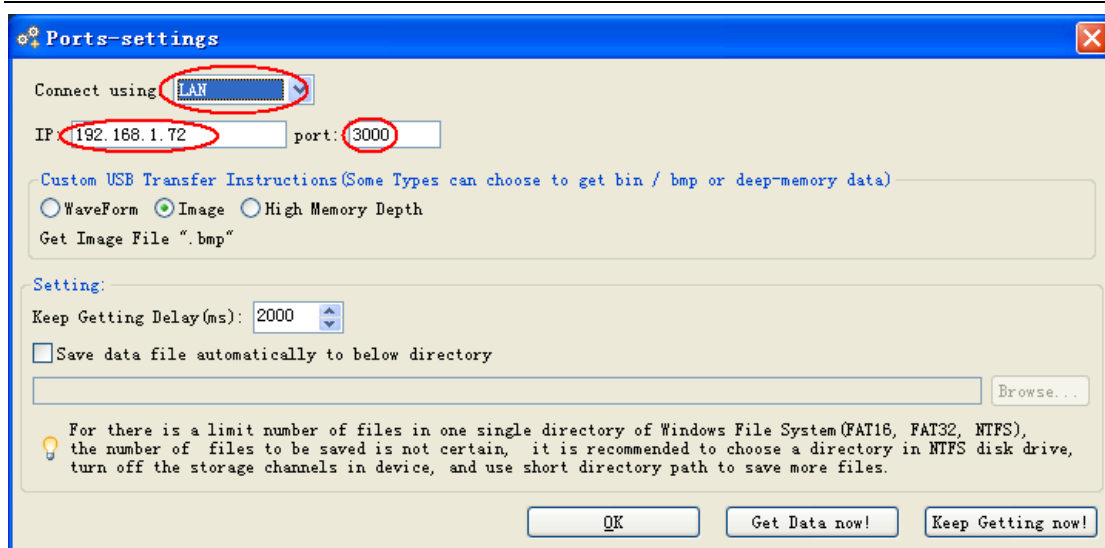 Ports-settings
Connect using LAN
IP: 192.168.1.72 port: 3000
Custom USB Transfer Instructions(Some Types can choose to get bin / bmp or deep-memory data)
WaveForm Image High Memory Depth
Get Image File ".bmp"
Setting:
Keep Getting Delay(ms): 2000
Save data file automatically to below directory
Browse...
For there is a limit number of files in one single directory of Windows File System(FAT16, FAT32, NTFS),
the number of files to be saved is not certain, it is recommended to choose a directory in NTFS disk drive,
turn off the storage channels in device, and use short directory path to save more files.
OK Get Data now! Keep Getting now!